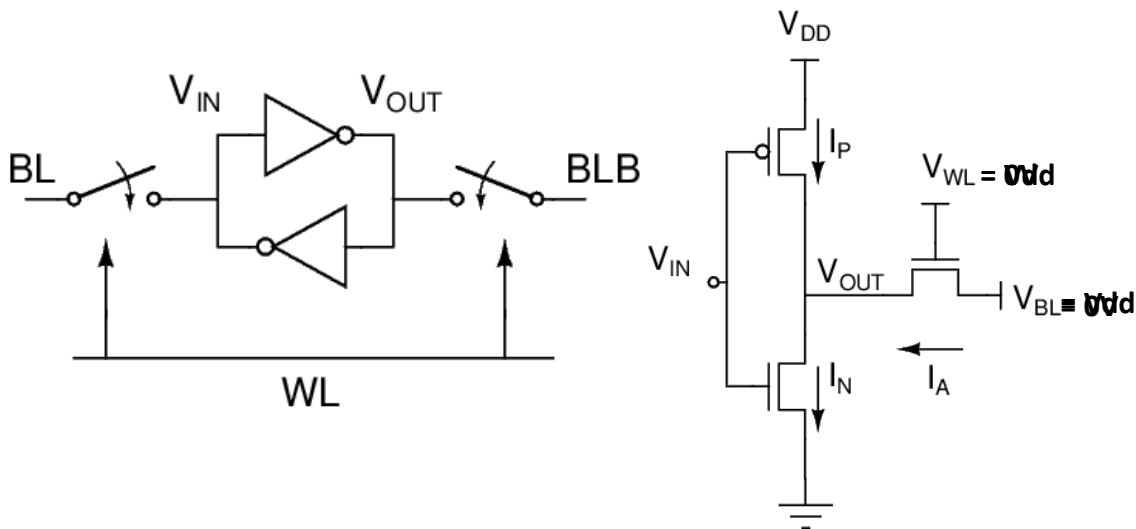 V_IN
V_OUT
BL
BLB
WL
V_DD
I_P
V_WL =
V_IN
V_OUT
V_BL
I_N
I_A